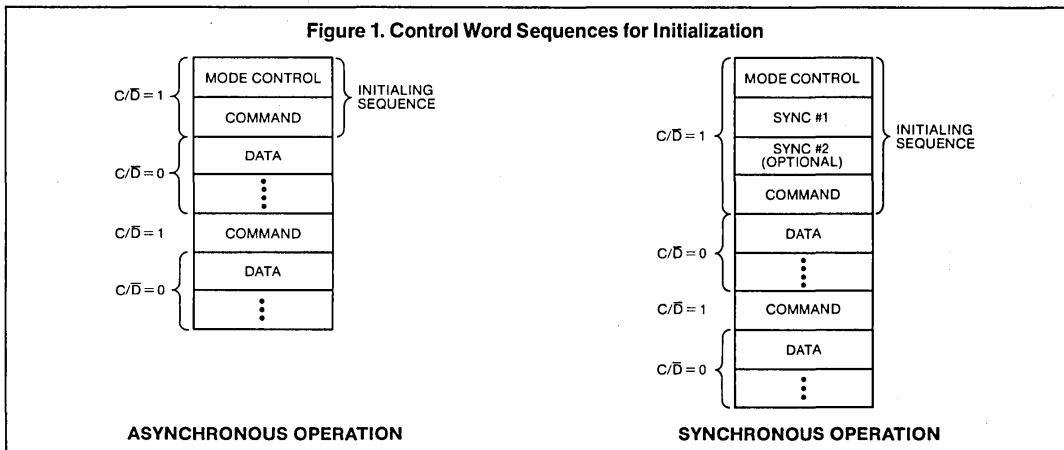 Figure 1. Control Word Sequences for Initialization
C/D̅ = 1
MODE CONTROL
COMMAND
INITIALING
SEQUENCE
C/D̅ = 0
DATA
C/D̅ = 1
COMMAND
C/D̅ = 0
DATA
ASYNCHRONOUS OPERATION
C/D̅ = 1
MODE CONTROL
SYNC #1
SYNC #2
(OPTIONAL)
COMMAND
INITIALING
SEQUENCE
C/D̅ = 0
DATA
C/D̅ = 1
COMMAND
C/D̅ = 0
DATA
SYNCHRONOUS OPERATION